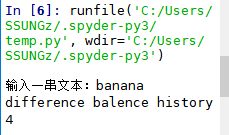 In [6]: runfile('C:/Users/
SSUNGz/.spyder-py3/
temp.py', wdir='C:/Users/
SSUNGz/.spyder-py3')
输入一串文本：banana
difference balence history
4